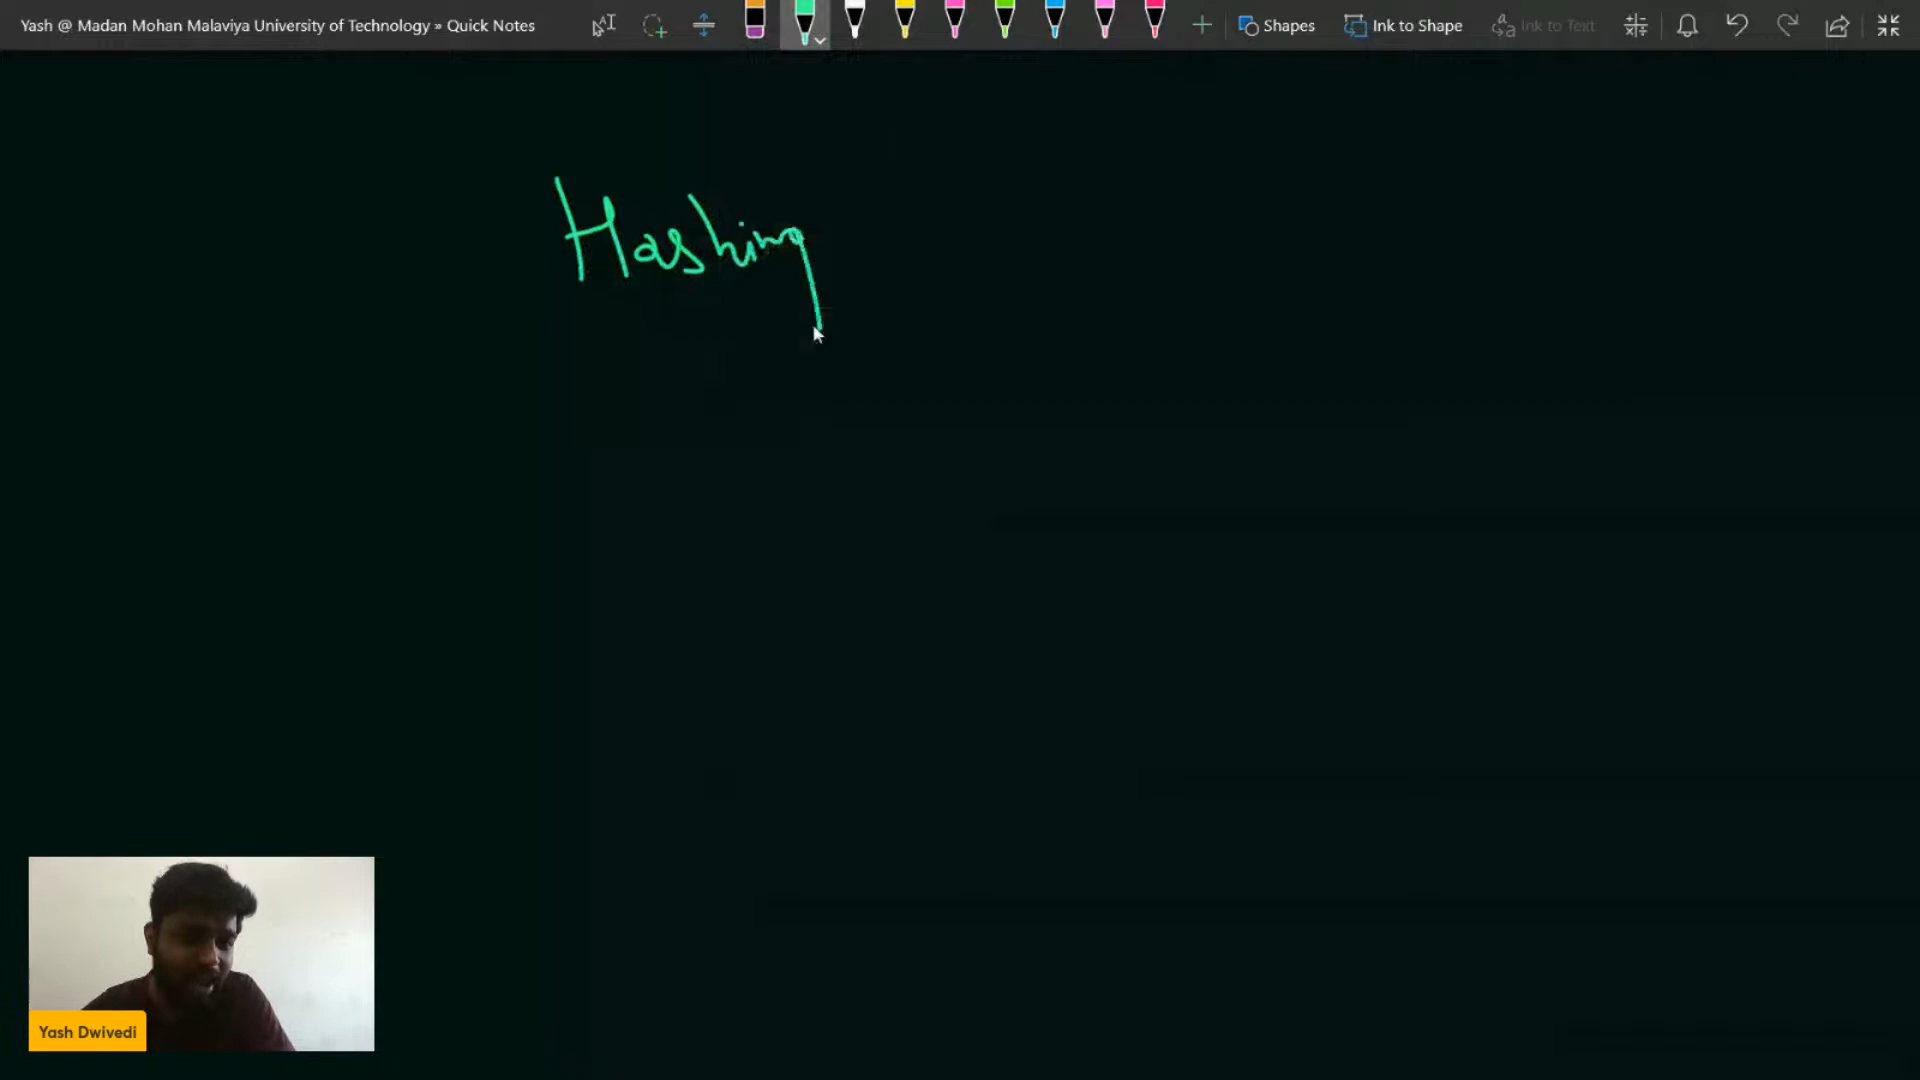 Yash @ Madan Mohan Malaviya University of Technology » Quick Notes
Shapes
Ink to Shape
Ink to Text
Hashing
Yash Dwivedi